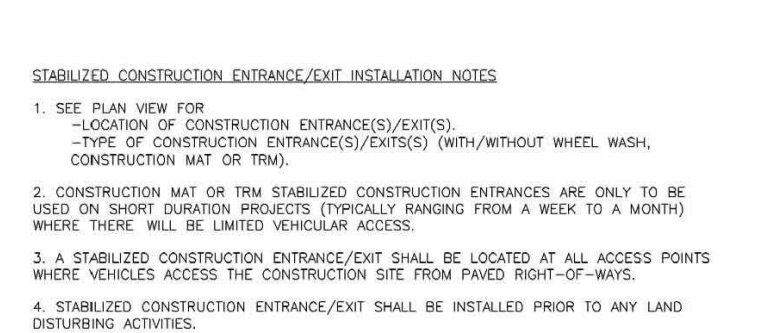 STABILIZED CONSTRUCTION ENTRANCE/EXIT INSTALLATION NOTES
1. SEE PLAN VIEW FOR
-LOCATION OF CONSTRUCTION ENTRANCE(S)/EXIT(S).
-TYPE OF CONSTRUCTION ENTRANCE(S)/EXITS(S) (WITH/WITHOUT WHEEL WASH,
CONSTRUCTION MAT OR TRM).
2. CONSTRUCTION MAT OR TRM STABILIZED CONSTRUCTION ENTRANCES ARE ONLY TO BE
USED ON SHORT DURATION PROJECTS (TYPICALLY RANGING FROM A WEEK TO A MONTH)
WHERE THERE WILL BE LIMITED VEHICULAR ACCESS.
3. A STABILIZED CONSTRUCTION ENTRANCE/EXIT SHALL BE LOCATED AT ALL ACCESS POINTS
WHERE VEHICLES ACCESS THE CONSTRUCTION SITE FROM PAVED RIGHT-OF-WAYS.
4. STABILIZED CONSTRUCTION ENTRANCE/EXIT SHALL BE INSTALLED PRIOR TO ANY LAND
DISTURBING ACTIVITIES.